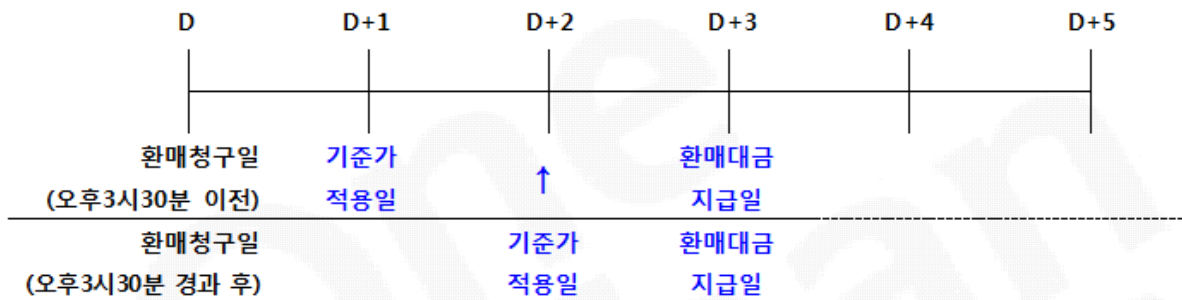 D D+1 D+2 D+3 D+4 D+5
환매청구일 기준가 환매대금
(오후3시30분 이전) 적용일 ↑ 지급일
환매청구일 기준가 환매대금
(오후3시30분 경과 후) 적용일 지급일